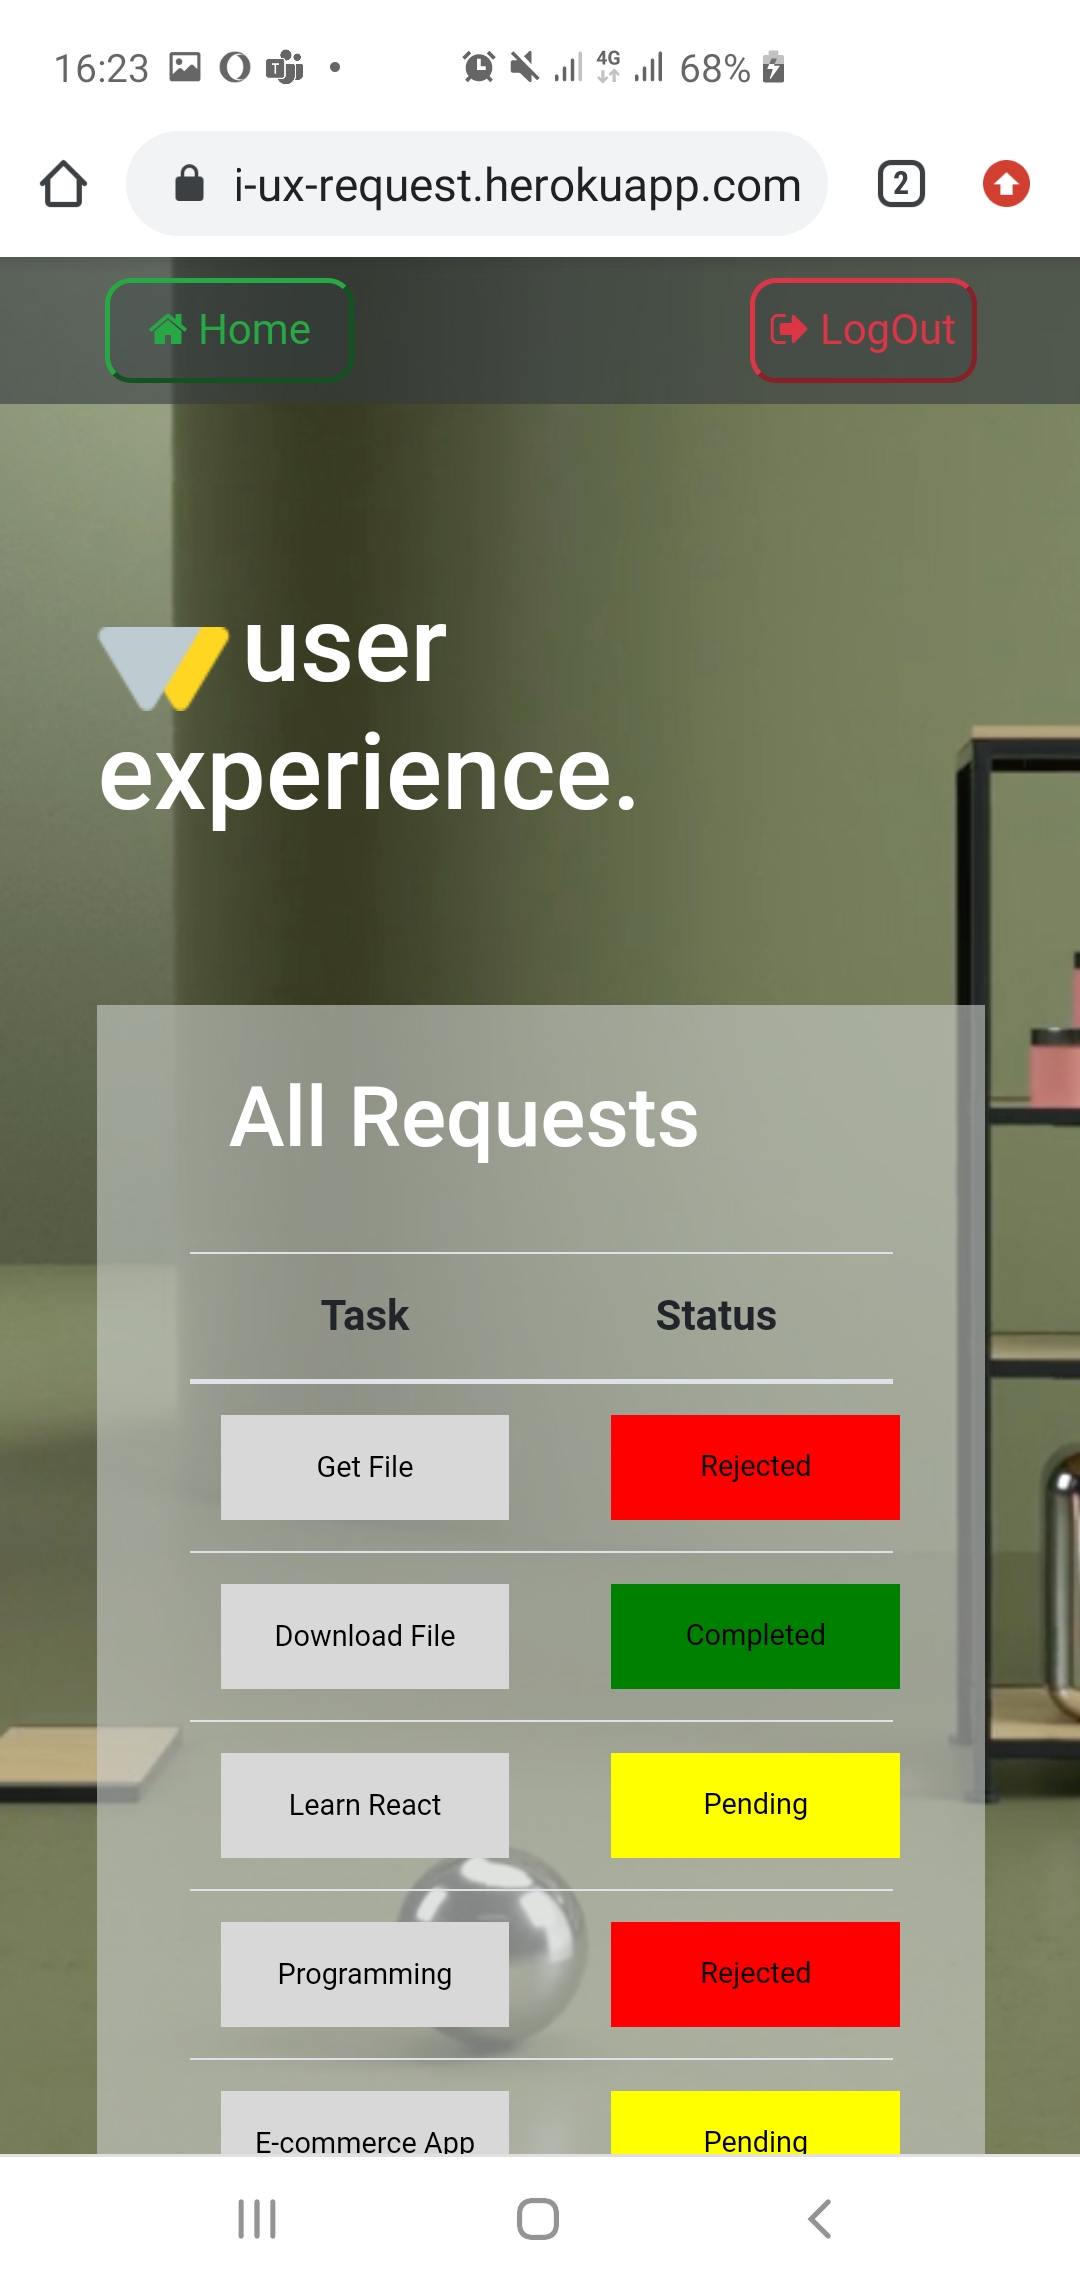 16:23 4G 68%
i-ux-request.herokuapp.com 2
Home LogOut
user
experience.
All Requests
Task Status
Get File Rejected
Download File Completed
Learn React Pending
Programming Rejected
E-commerce App Pending